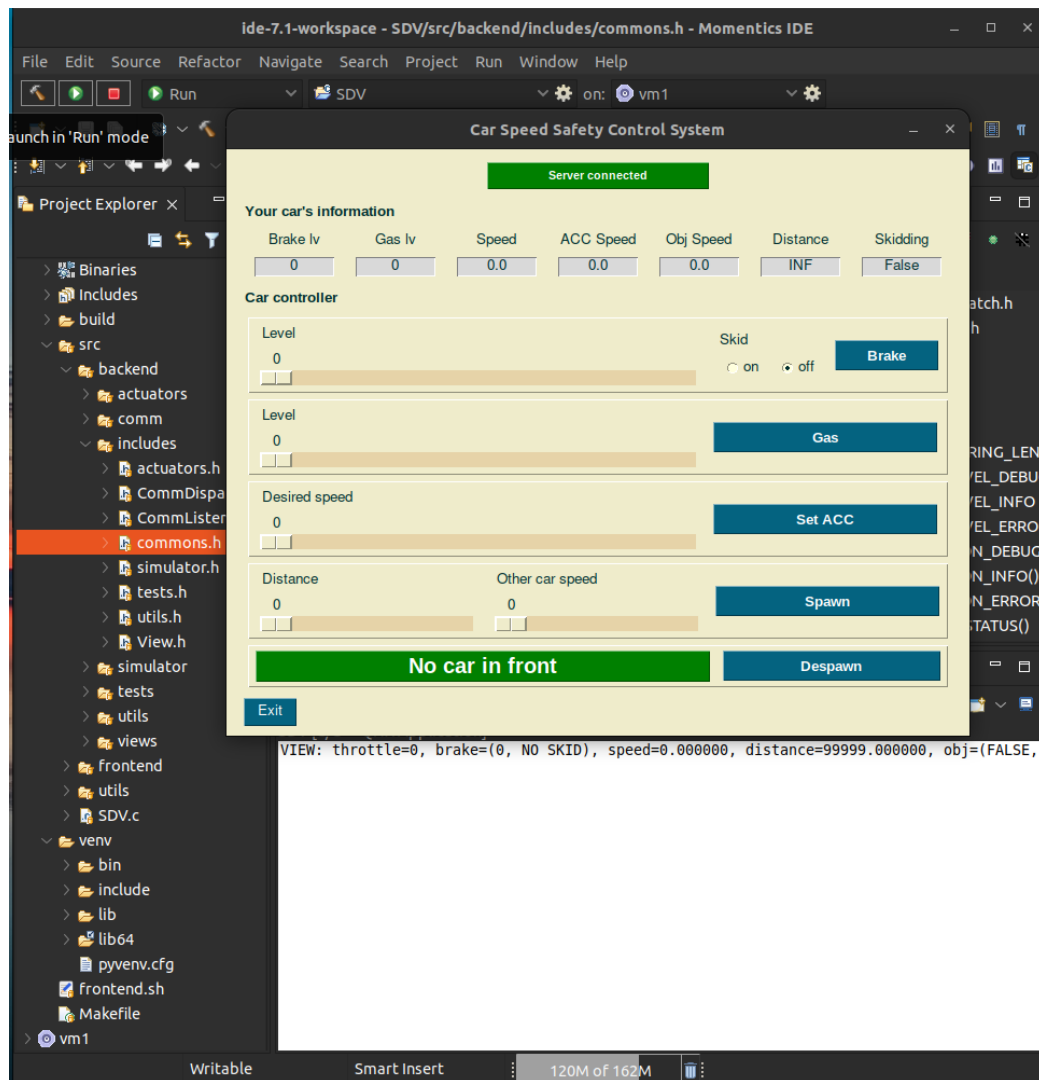 ide-7.1-workspace - SDV/src/backend/includes/commons.h - Momentics IDE
File Edit Source Refactor Navigate Search Project Run Window Help
Run SDV on: vm1
aunch in 'Run' mode
Project Explorer
Binaries
Includes
build
src
backend
actuators
comm
includes
actuators.h
CommDispa
CommListen
commons.h
simulator.h
tests.h
utils.h
View.h
simulator
tests
utils
views
frontend
utils
SDV.c
venv
bin
include
lib
lib64
pyvenv.cfg
frontend.sh
Makefile
vm1
Car Speed Safety Control System
Server connected
Your car's information
Brake lv Gas lv Speed ACC Speed Obj Speed Distance Skidding
0 0 0.0 0.0 0.0 INF False
Car controller
Level
0
Skid
on off
Brake
Level
0
Gas
Desired speed
0
Set ACC
Distance Other car speed
0 0
Spawn
No car in front Despawn
Exit
atch.h
h
RING_LEN
VEL_DEBU
VEL_INFO
VEL_ERRO
N_DEBUG
N_INFO()
N_ERROR
STATUS()
VIEW: throttle=0, brake=(0, NO SKID), speed=0.000000, distance=99999.000000, obj=(FALSE,
Writable Smart Insert 120M of 162M